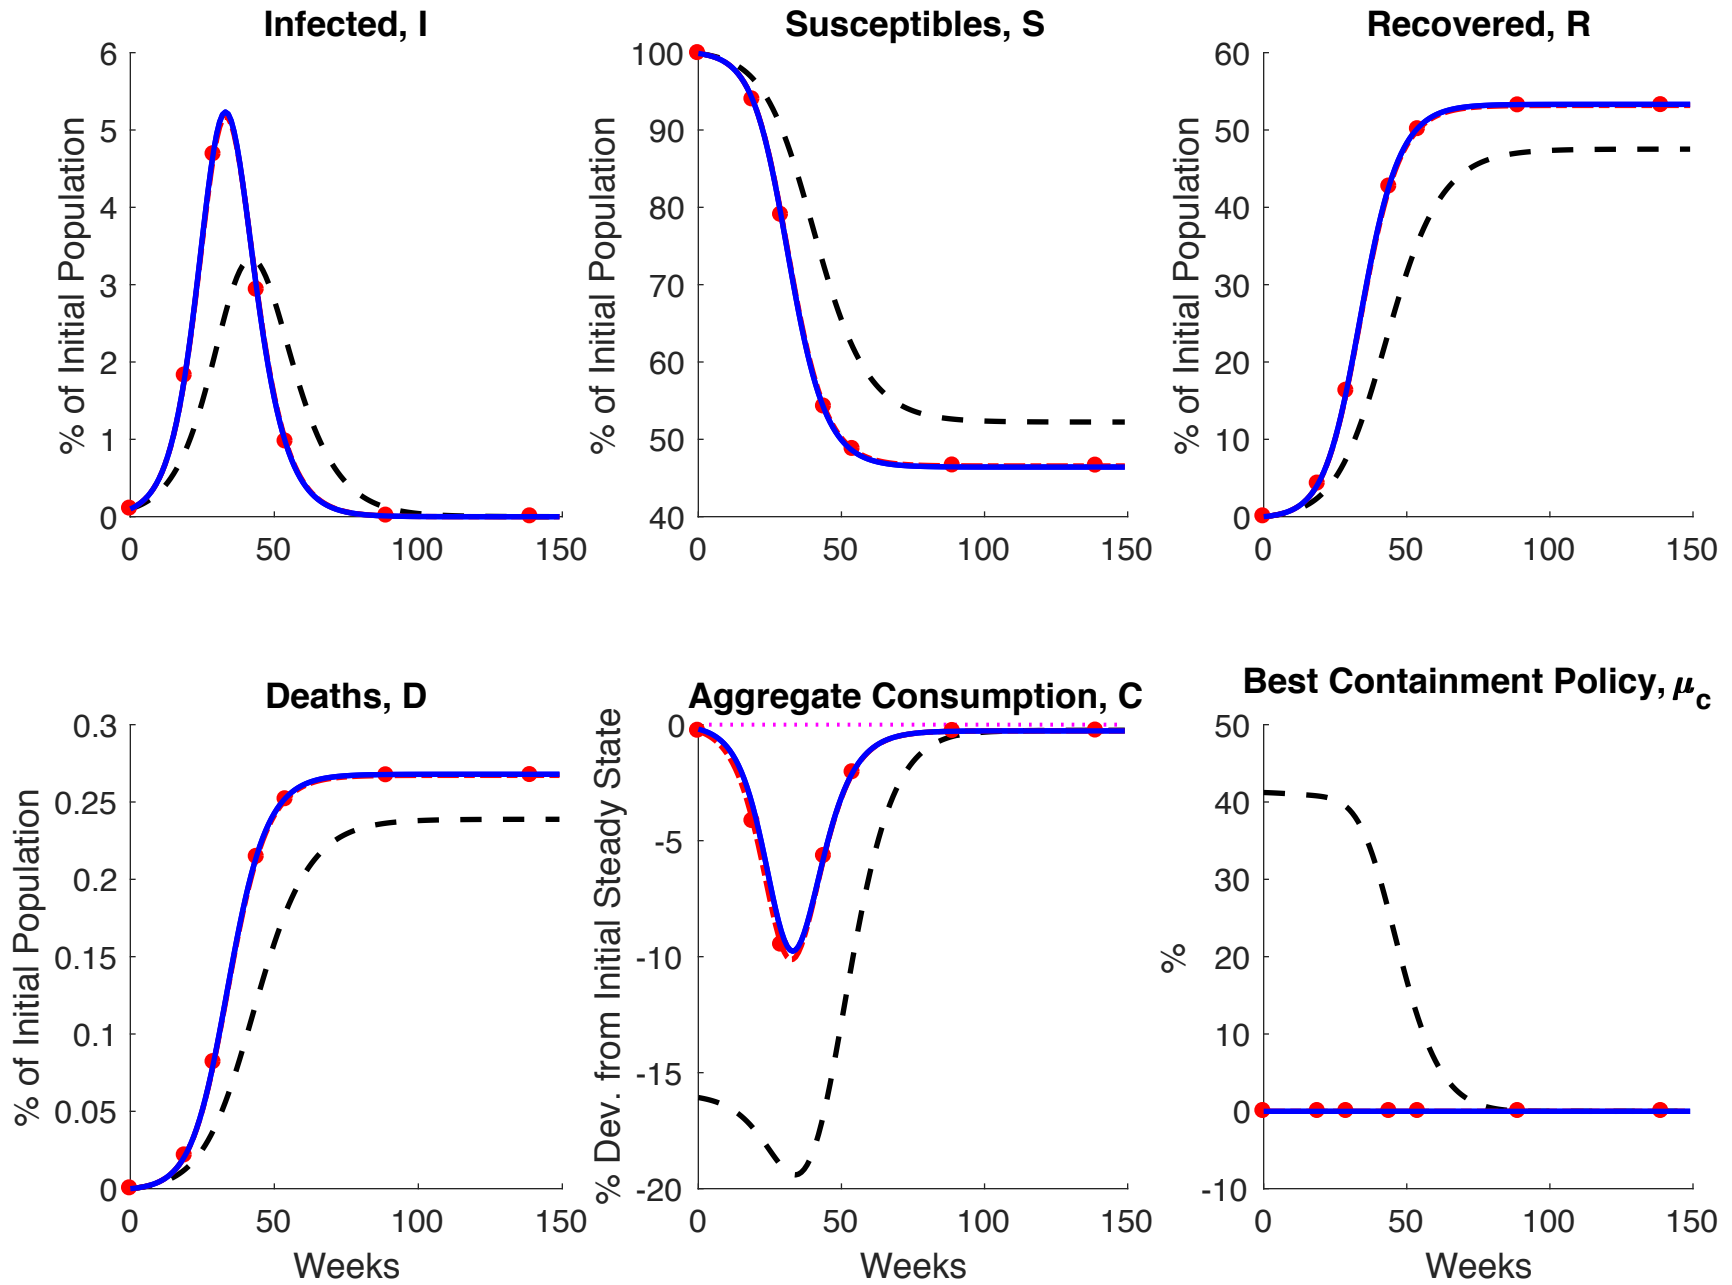 Infected, I
6
5
4
3
2
1
0
% of Initial Population
0 50 100 150
Susceptibles, S
100
90
80
70
60
50
40
% of Initial Population
0 50 100 150
Recovered, R
60
50
40
30
20
10
0
% of Initial Population
0 50 100 150
Deaths, D
0.3
0.25
0.2
0.15
0.1
0.05
0
% of Initial Population
0 50 100 150
Weeks
Aggregate Consumption, C
0
-5
-10
-15
-20
% Dev. from Initial Steady State
0 50 100 150
Weeks
Best Containment Policy, μc
50
40
30
20
10
0
-10
%
0 50 100 150
Weeks